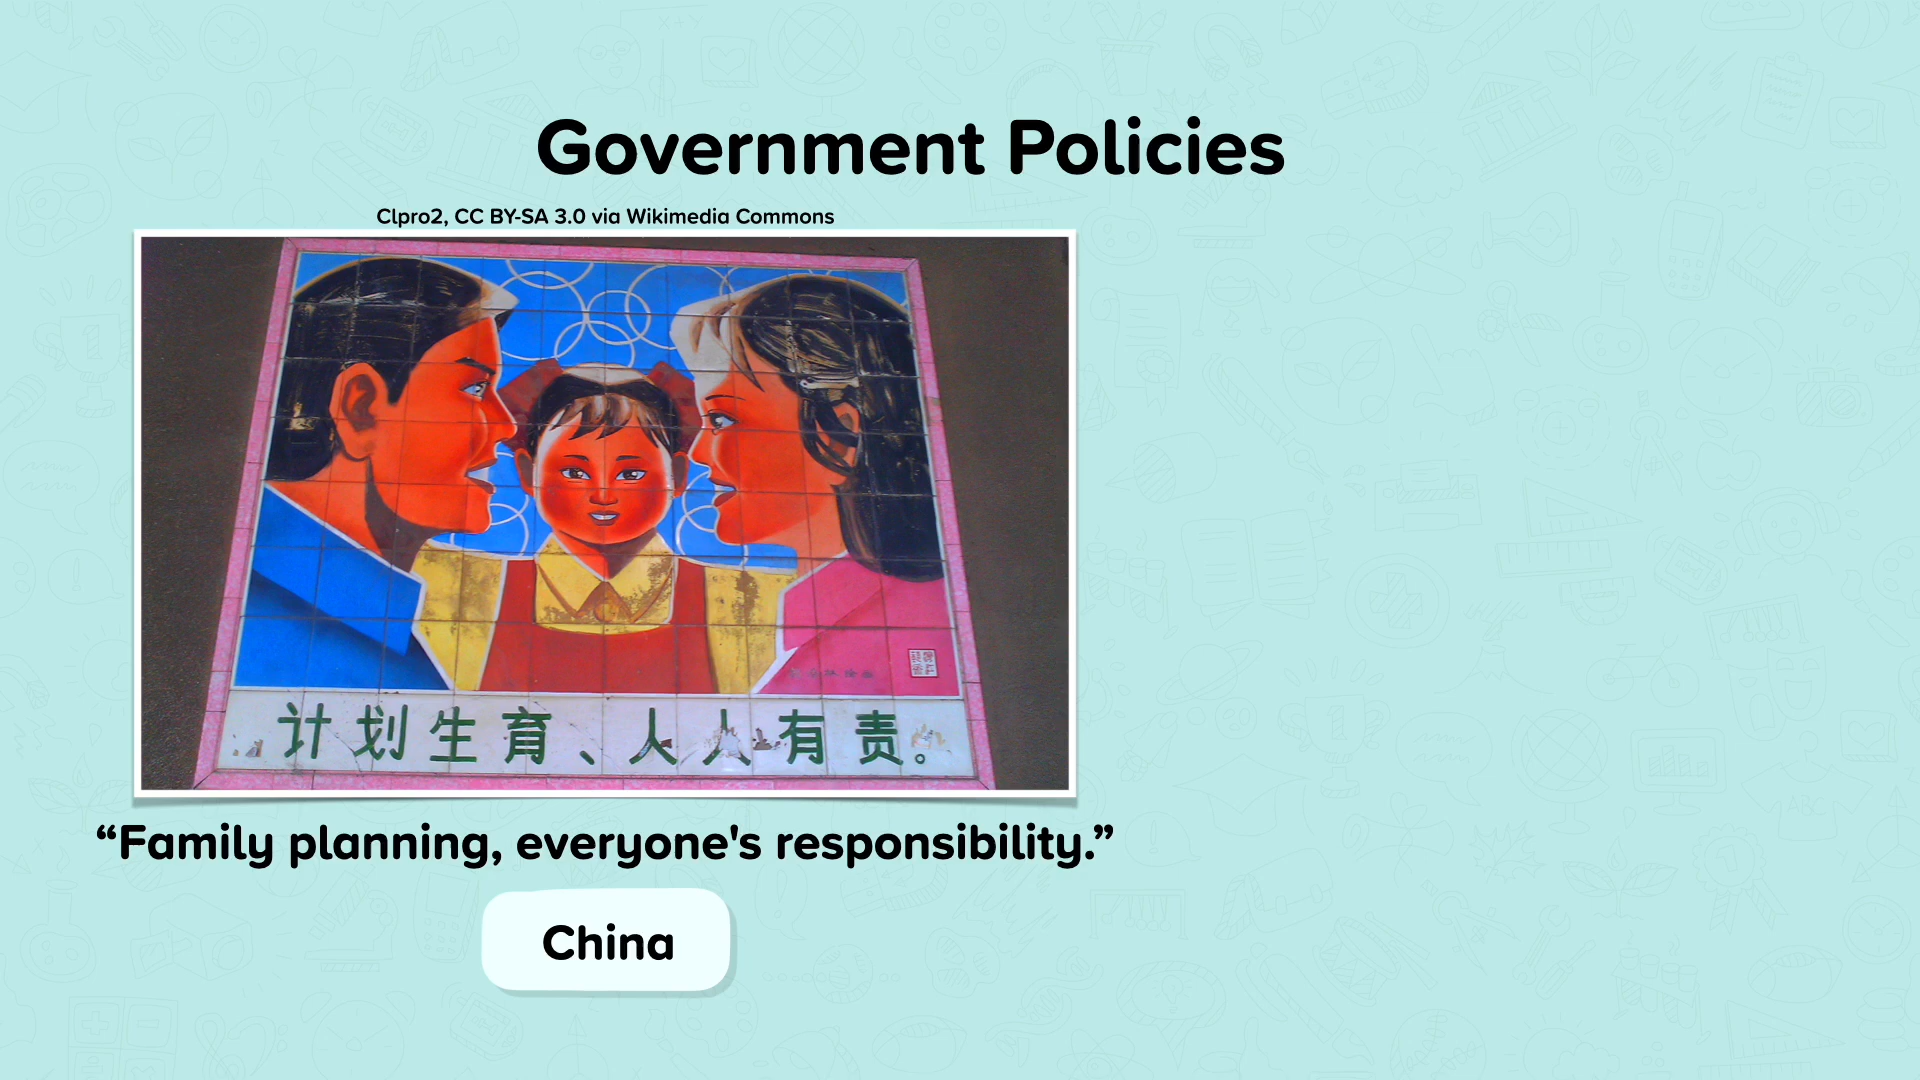 Government Policies
Clpro2, CC BY-SA 3.0 via Wikimedia Commons
计划生育、人人有责。
“Family planning, everyone's responsibility.”
China